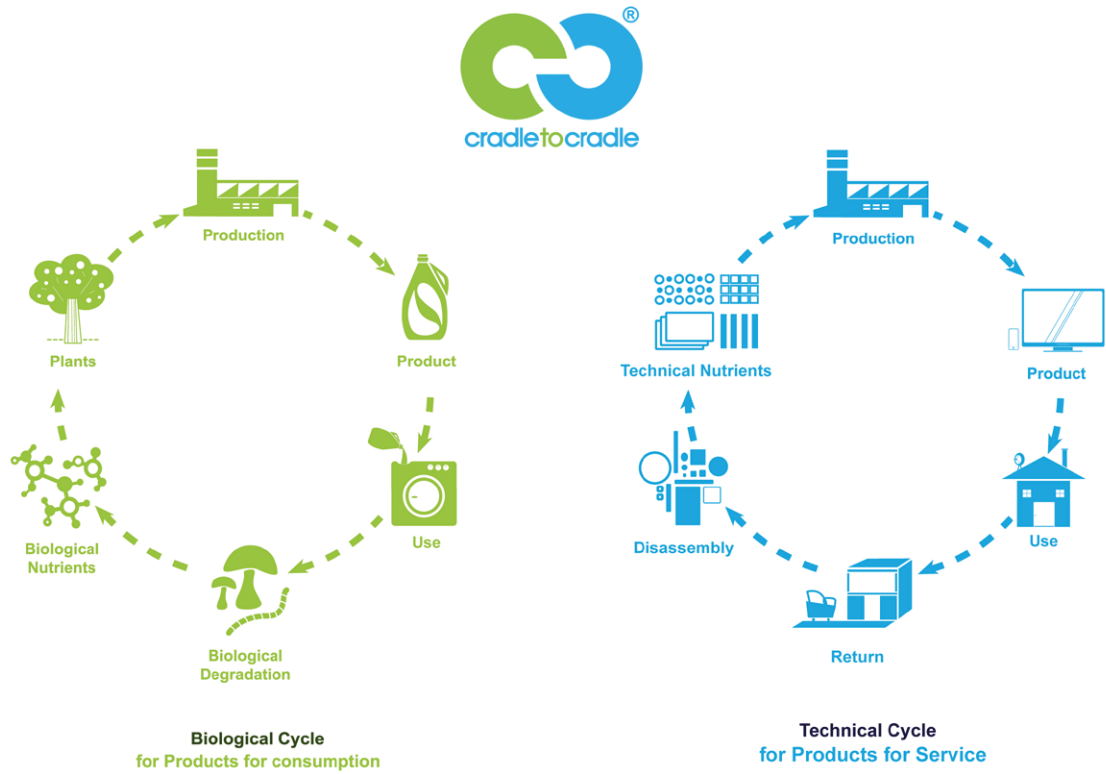 ®
cradletocradle
Production
Product
Use
Biological
Degradation
Biological
Nutrients
Plants
Biological Cycle
for Products for consumption
Production
Product
Use
Return
Disassembly
Technical Nutrients
Technical Cycle
for Products for Service